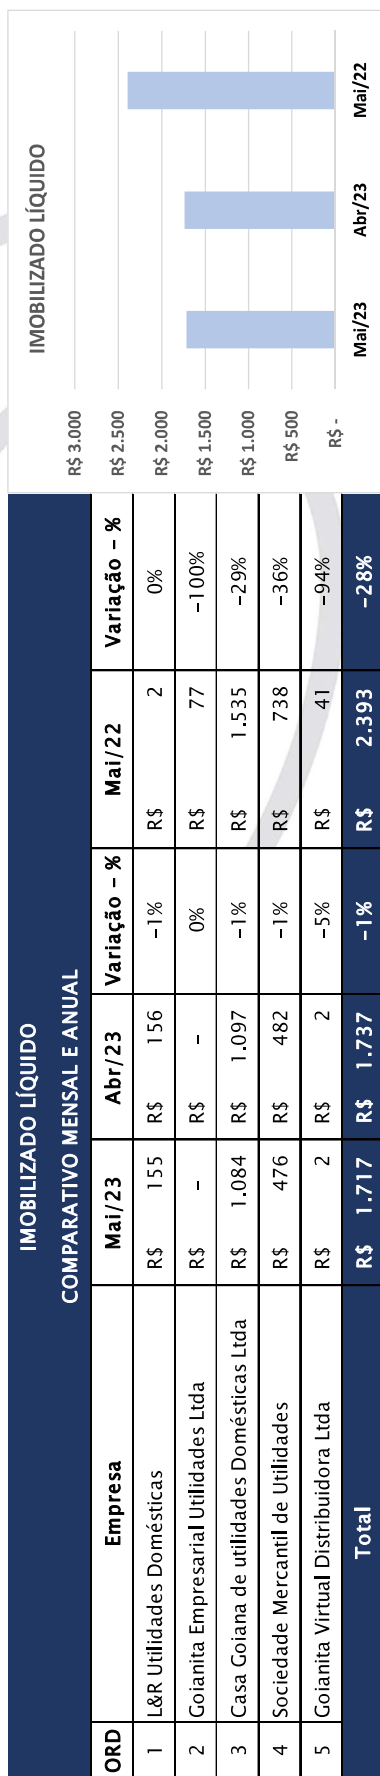 IMOBILIZADO LÍQUIDO
COMPARATIVO MENSAL E ANUAL
ORD Empresa Mai/23 Abr/23 Variação - % Mai/22 Variação - %
1 L&R Utilidades Domésticas R$ 155 R$ 156 -1% R$ 2 0%
2 Goianita Empresarial Utilidades Ltda R$ - R$ - 0% R$ 77 -100%
3 Casa Goiana de utilidades Domésticas Ltda R$ 1.084 R$ 1.097 -1% R$ 1.535 -29%
4 Sociedade Mercantil de Utilidades R$ 476 R$ 482 -1% R$ 738 -36%
5 Goianita Virtual Distribuidora Ltda R$ 2 R$ 2 -5% R$ 41 -94%
Total R$ 1.717 R$ 1.737 -1% R$ 2.393 -28%
IMOBILIZADO LÍQUIDO
R$ 3.000
R$ 2.500
R$ 2.000
R$ 1.500
R$ 1.000
R$ 500
R$ -
Mai/23 Abr/23 Mai/22